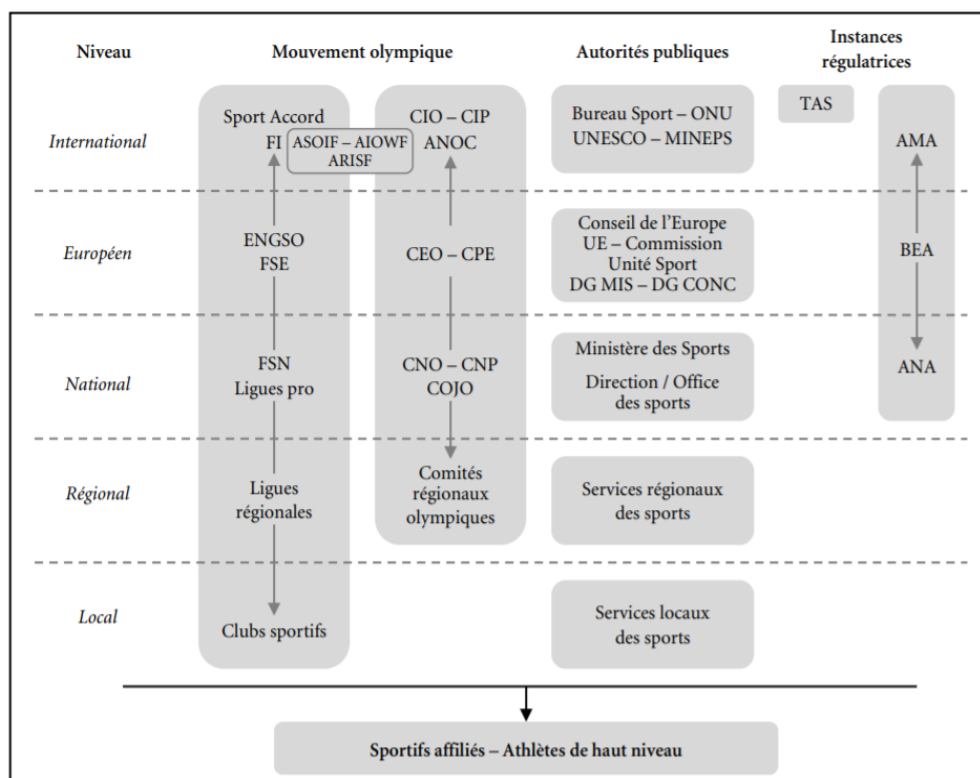 Niveau
Mouvement olympique
Autorités publiques
Instances
régulatrices
International
Sport Accord
FI
ASOIF – AIOWF
ARISF
CIO – CIP
ANOC
Bureau Sport – ONU
UNESCO – MINEPS
TAS
AMA
Européen
ENGSO
FSE
CEO – CPE
Conseil de l’Europe
UE – Commission
Unité Sport
DG MIS – DG CONC
BEA
National
FSN
Ligues pro
CNO – CNP
COJO
Ministère des Sports
Direction / Office
des sports
ANA
Régional
Ligues
régionales
Comités
régionaux
olympiques
Services régionaux
des sports
Local
Clubs sportifs
Services locaux
des sports
Sportifs affiliés – Athlètes de haut niveau